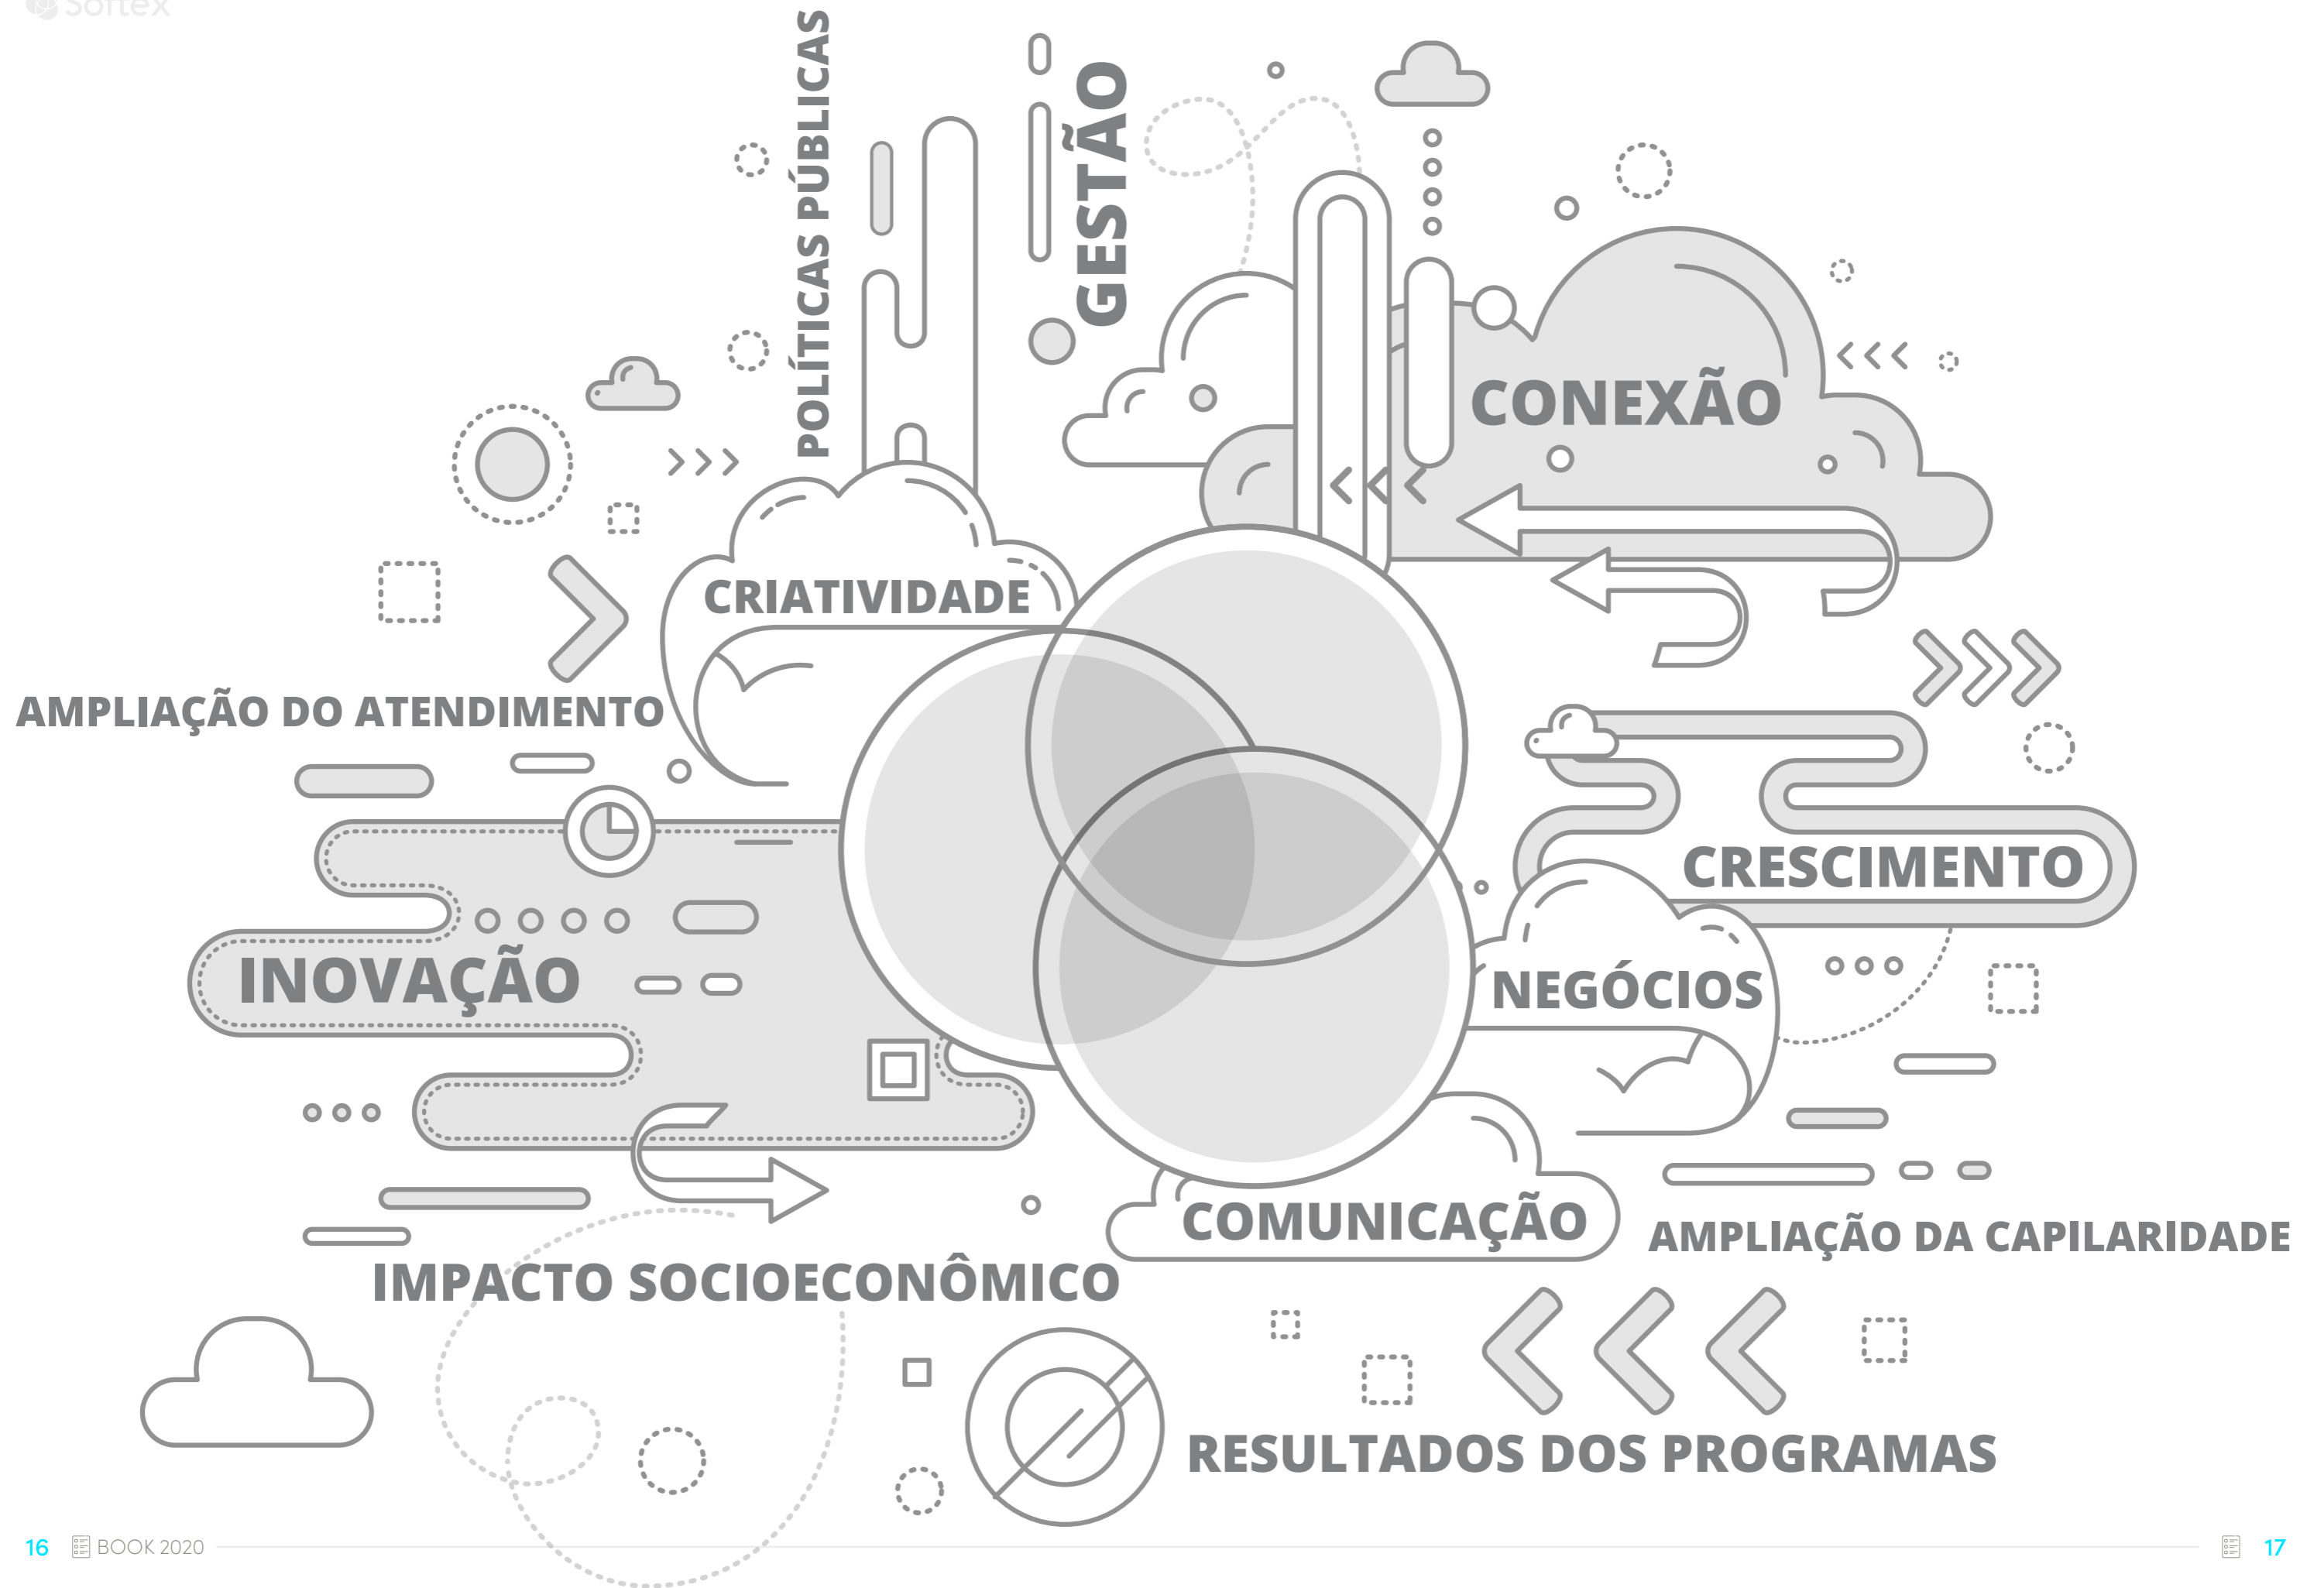 Softex
POLÍTICAS PÚBLICAS
GESTÃO
CONEXÃO
CRIATIVIDADE
AMPLIAÇÃO DO ATENDIMENTO
CRESCIMENTO
INOVAÇÃO
NEGÓCIOS
COMUNICAÇÃO
AMPLIAÇÃO DA CAPILARIDADE
IMPACTO SOCIOECONÔMICO
RESULTADOS DOS PROGRAMAS
16 BOOK 2020
17